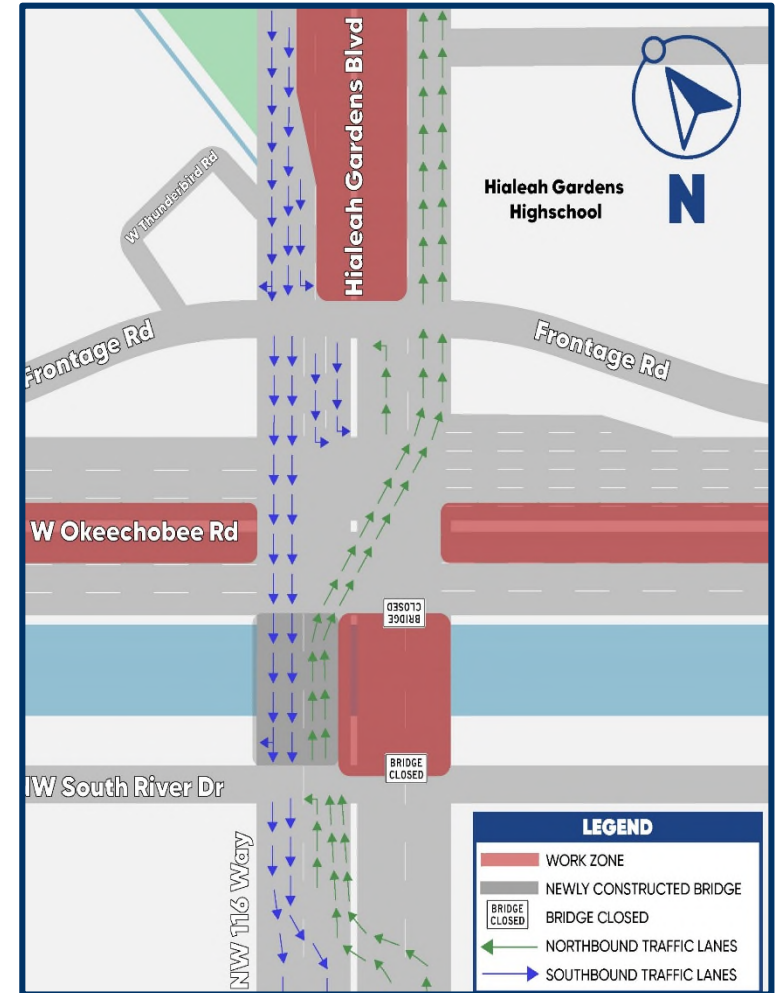 Hialeah Gardens Blvd
N
Hialeah Gardens
Highschool
W Thunderbird Rd
Frontage Rd
Frontage Rd
W Okeechobee Rd
BRIDGE
CLOSED
BRIDGE
CLOSED
NW South River Dr
NW 116 Way
LEGEND
WORK ZONE
NEWLY CONSTRUCTED BRIDGE
BRIDGE
CLOSED
BRIDGE CLOSED
NORTHBOUND TRAFFIC LANES
SOUTHBOUND TRAFFIC LANES